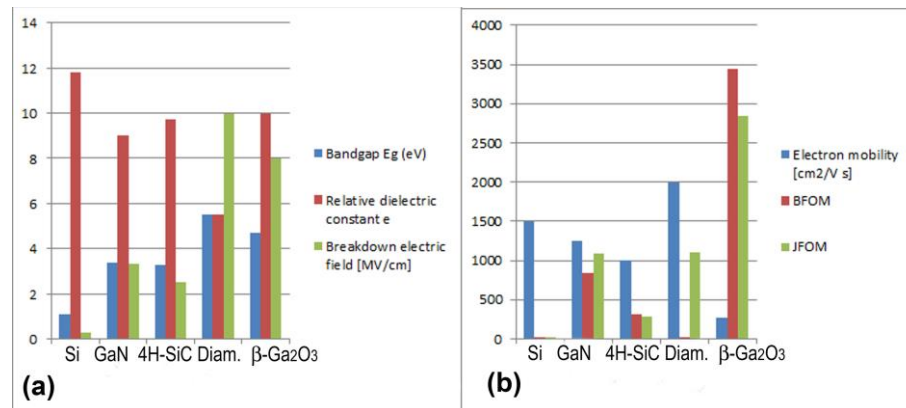 14
12
10
8
6
4
2
0
Si GaN 4H-SiC Diam. β-Ga2O3
Bandgap Eg (eV)
Relative dielectric
constant e
Breakdown electric
field [MV/cm]
(a)
4000
3500
3000
2500
2000
1500
1000
500
0
Si GaN 4H-SiC Diam. β-Ga2O3
Electron mobility
[cm2/V s]
BFOM
JFOM
(b)